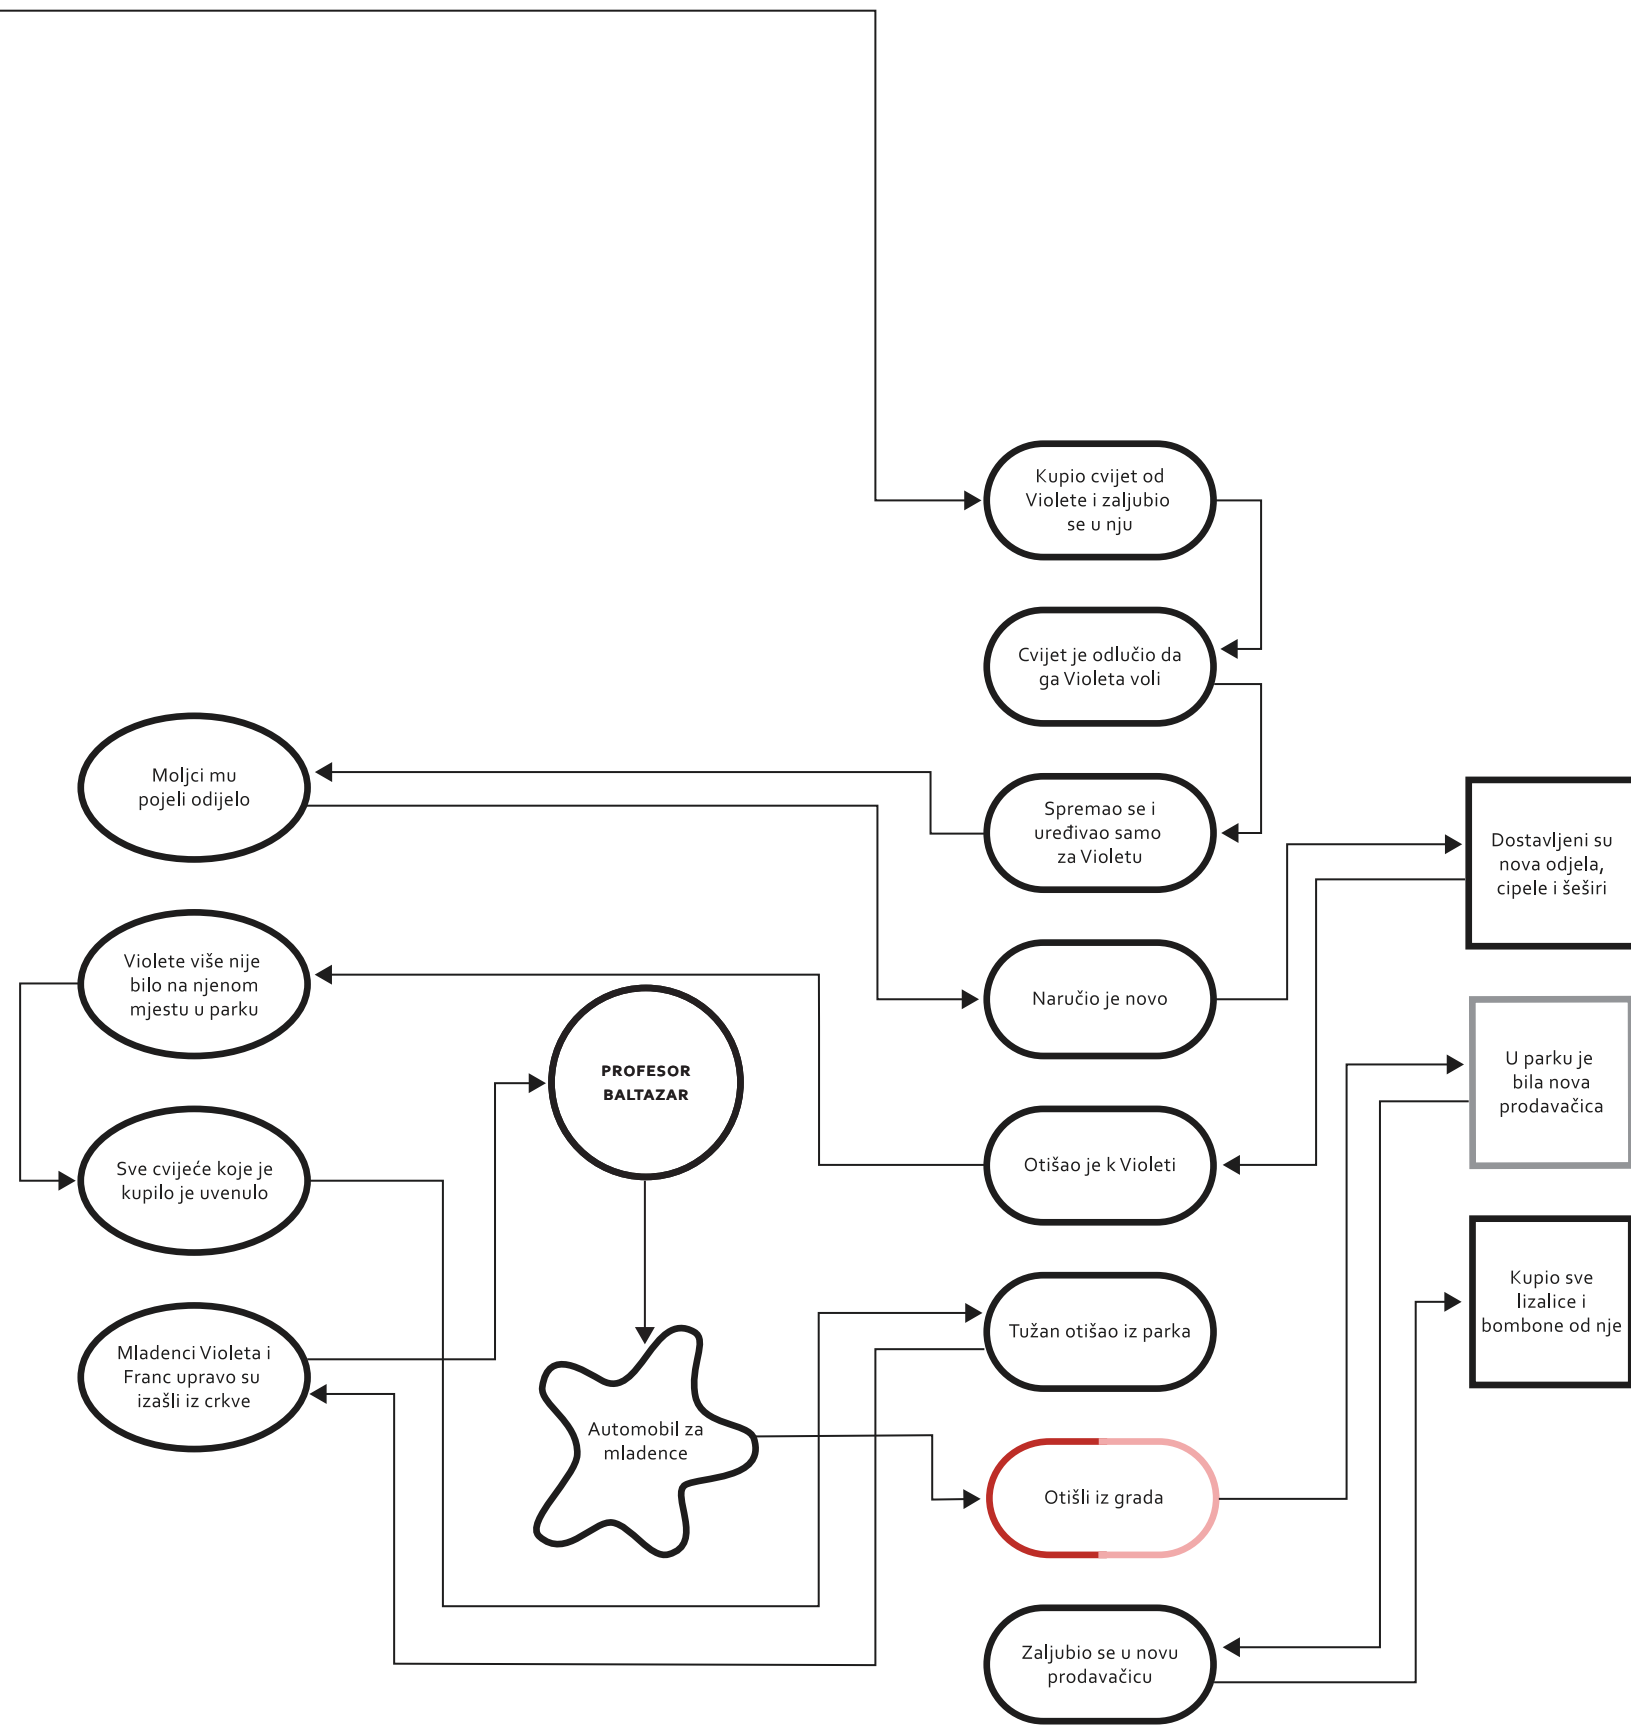 Kupio cvijet od
Violete i zaljubio
se u nju
Cvijet je odlučio da
ga Violeta voli
Moljci mu
pojeli odijelo
Spremao se i
uređivao samo
za Violetu
Dostavljeni su
nova odjela,
cipele i šeširi
Violete više nije
bilo na njenom
mjestu u parku
Naručio je novo
PROFESOR
BALTAZAR
U parku je
bila nova
prodavačica
Sve cvijeće koje je
kupilo je uvenulo
Otišao je k Violeti
Kupio sve
lizalice i
bombone od nje
Tužan otišao iz parka
Mladenci Violeta i
Franc upravo su
izašli iz crkve
Automobil za
mladence
Otišli iz grada
Zaljubio se u novu
prodavačicu